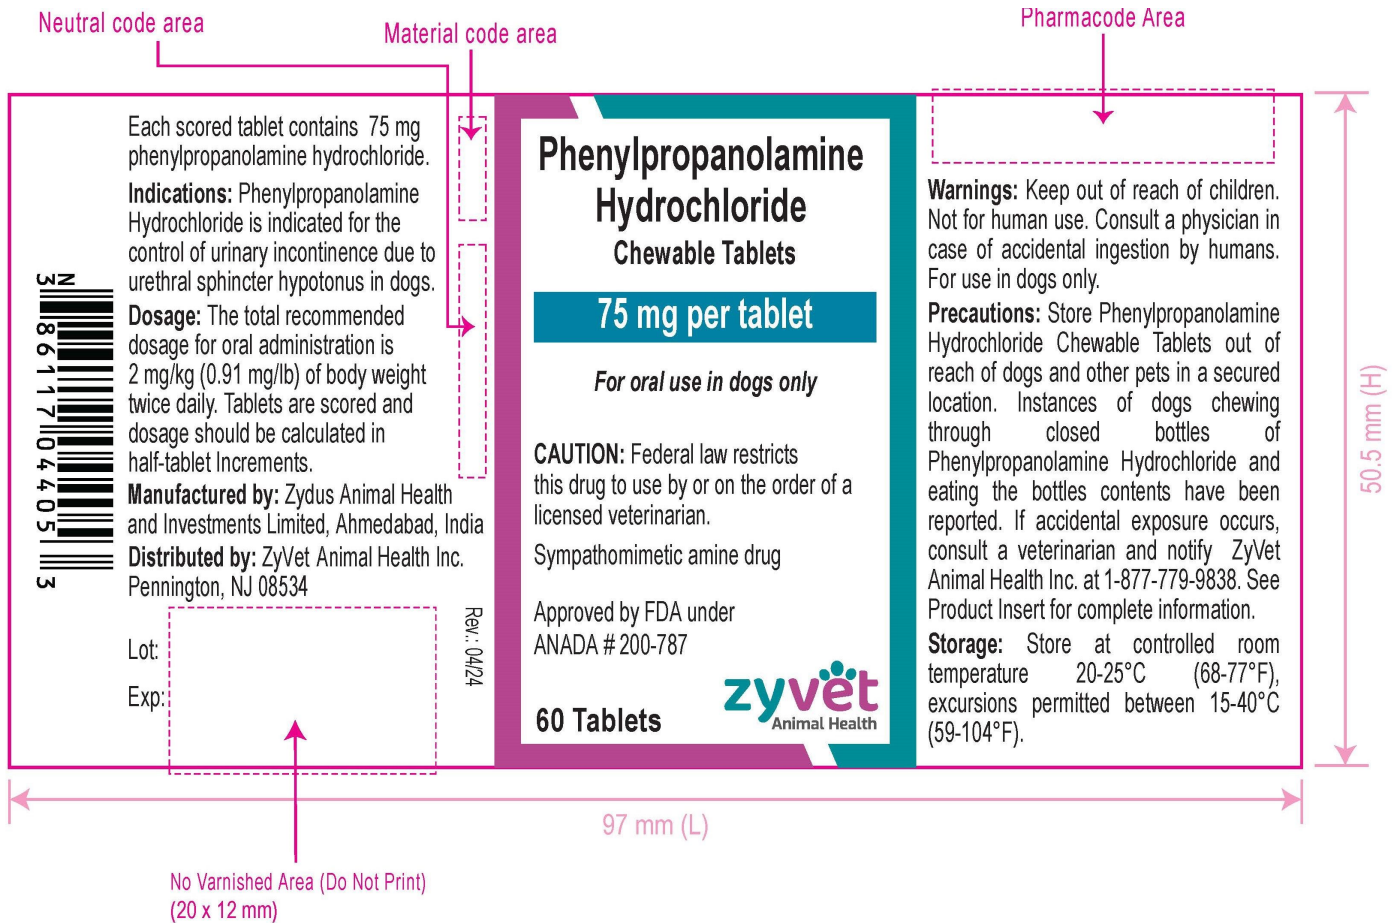 Neutral code area
Material code area
Pharmacode Area
N
3 86117 04405 3
Each scored tablet contains 75 mg
phenylpropanolamine hydrochloride.
Indications: Phenylpropanolamine
Hydrochloride is indicated for the
control of urinary incontinence due to
urethral sphincter hypotonus in dogs.
Dosage: The total recommended
dosage for oral administration is
2 mg/kg (0.91 mg/lb) of body weight
twice daily. Tablets are scored and
dosage should be calculated in
half-tablet Increments.
Manufactured by: Zydus Animal Health
and Investments Limited, Ahmedabad, India
Distributed by: ZyVet Animal Health Inc.
Pennington, NJ 08534
Lot:
Exp:
Rev.: 04/24
Phenylpropanolamine
Hydrochloride
Chewable Tablets
75 mg per tablet
For oral use in dogs only
CAUTION: Federal law restricts
this drug to use by or on the order of a
licensed veterinarian.
Sympathomimetic amine drug
Approved by FDA under
ANADA # 200-787
60 Tablets
zyvet
Animal Health
Warnings: Keep out of reach of children.
Not for human use. Consult a physician in
case of accidental ingestion by humans.
For use in dogs only.
Precautions: Store Phenylpropanolamine
Hydrochloride Chewable Tablets out of
reach of dogs and other pets in a secured
location. Instances of dogs chewing
through closed bottles of
Phenylpropanolamine Hydrochloride and
eating the bottles contents have been
reported. If accidental exposure occurs,
consult a veterinarian and notify ZyVet
Animal Health Inc. at 1-877-779-9838. See
Product Insert for complete information.
Storage: Store at controlled room
temperature 20-25°C (68-77°F),
excursions permitted between 15-40°C
(59-104°F).
50.5 mm (H)
97 mm (L)
No Varnished Area (Do Not Print)
(20 x 12 mm)